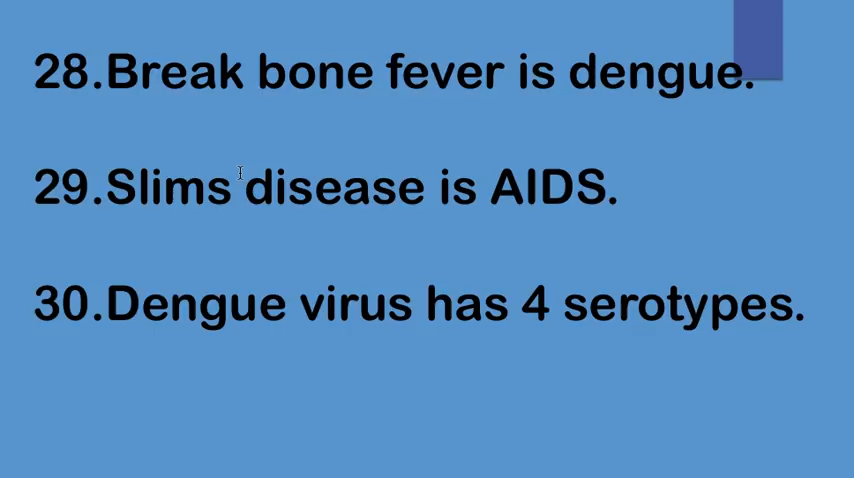 28.Break bone fever is dengue.
29.Slims disease is AIDS.
30.Dengue virus has 4 serotypes.